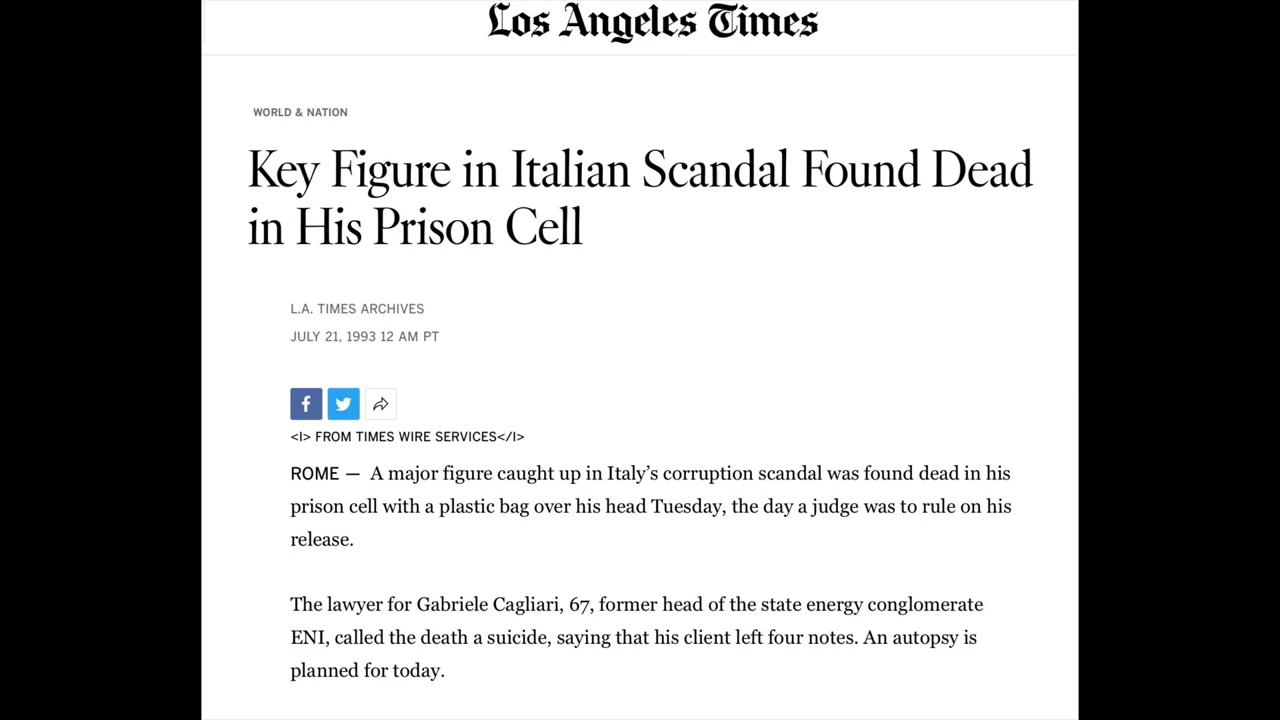 Los Angeles Times
WORLD & NATION
Key Figure in Italian Scandal Found Dead
in His Prison Cell
L.A. TIMES ARCHIVES
JULY 21, 1993 12 AM PT
<I> FROM TIMES WIRE SERVICES</I>
ROME — A major figure caught up in Italy’s corruption scandal was found dead in his
prison cell with a plastic bag over his head Tuesday, the day a judge was to rule on his
release.
The lawyer for Gabriele Cagliari, 67, former head of the state energy conglomerate
ENI, called the death a suicide, saying that his client left four notes. An autopsy is
planned for today.